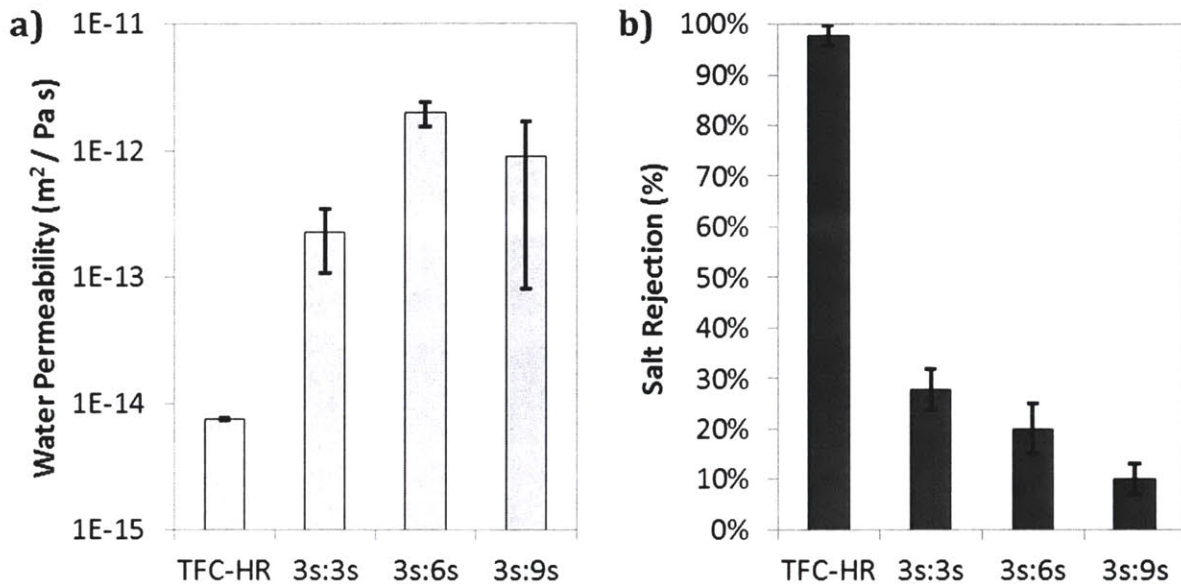 a)
Water Permeability (m² / Pa s)
1E-11
1E-12
1E-13
1E-14
1E-15
TFC-HR 3s:3s 3s:6s 3s:9s
b)
Salt Rejection (%)
100%
90%
80%
70%
60%
50%
40%
30%
20%
10%
0%
TFC-HR 3s:3s 3s:6s 3s:9s